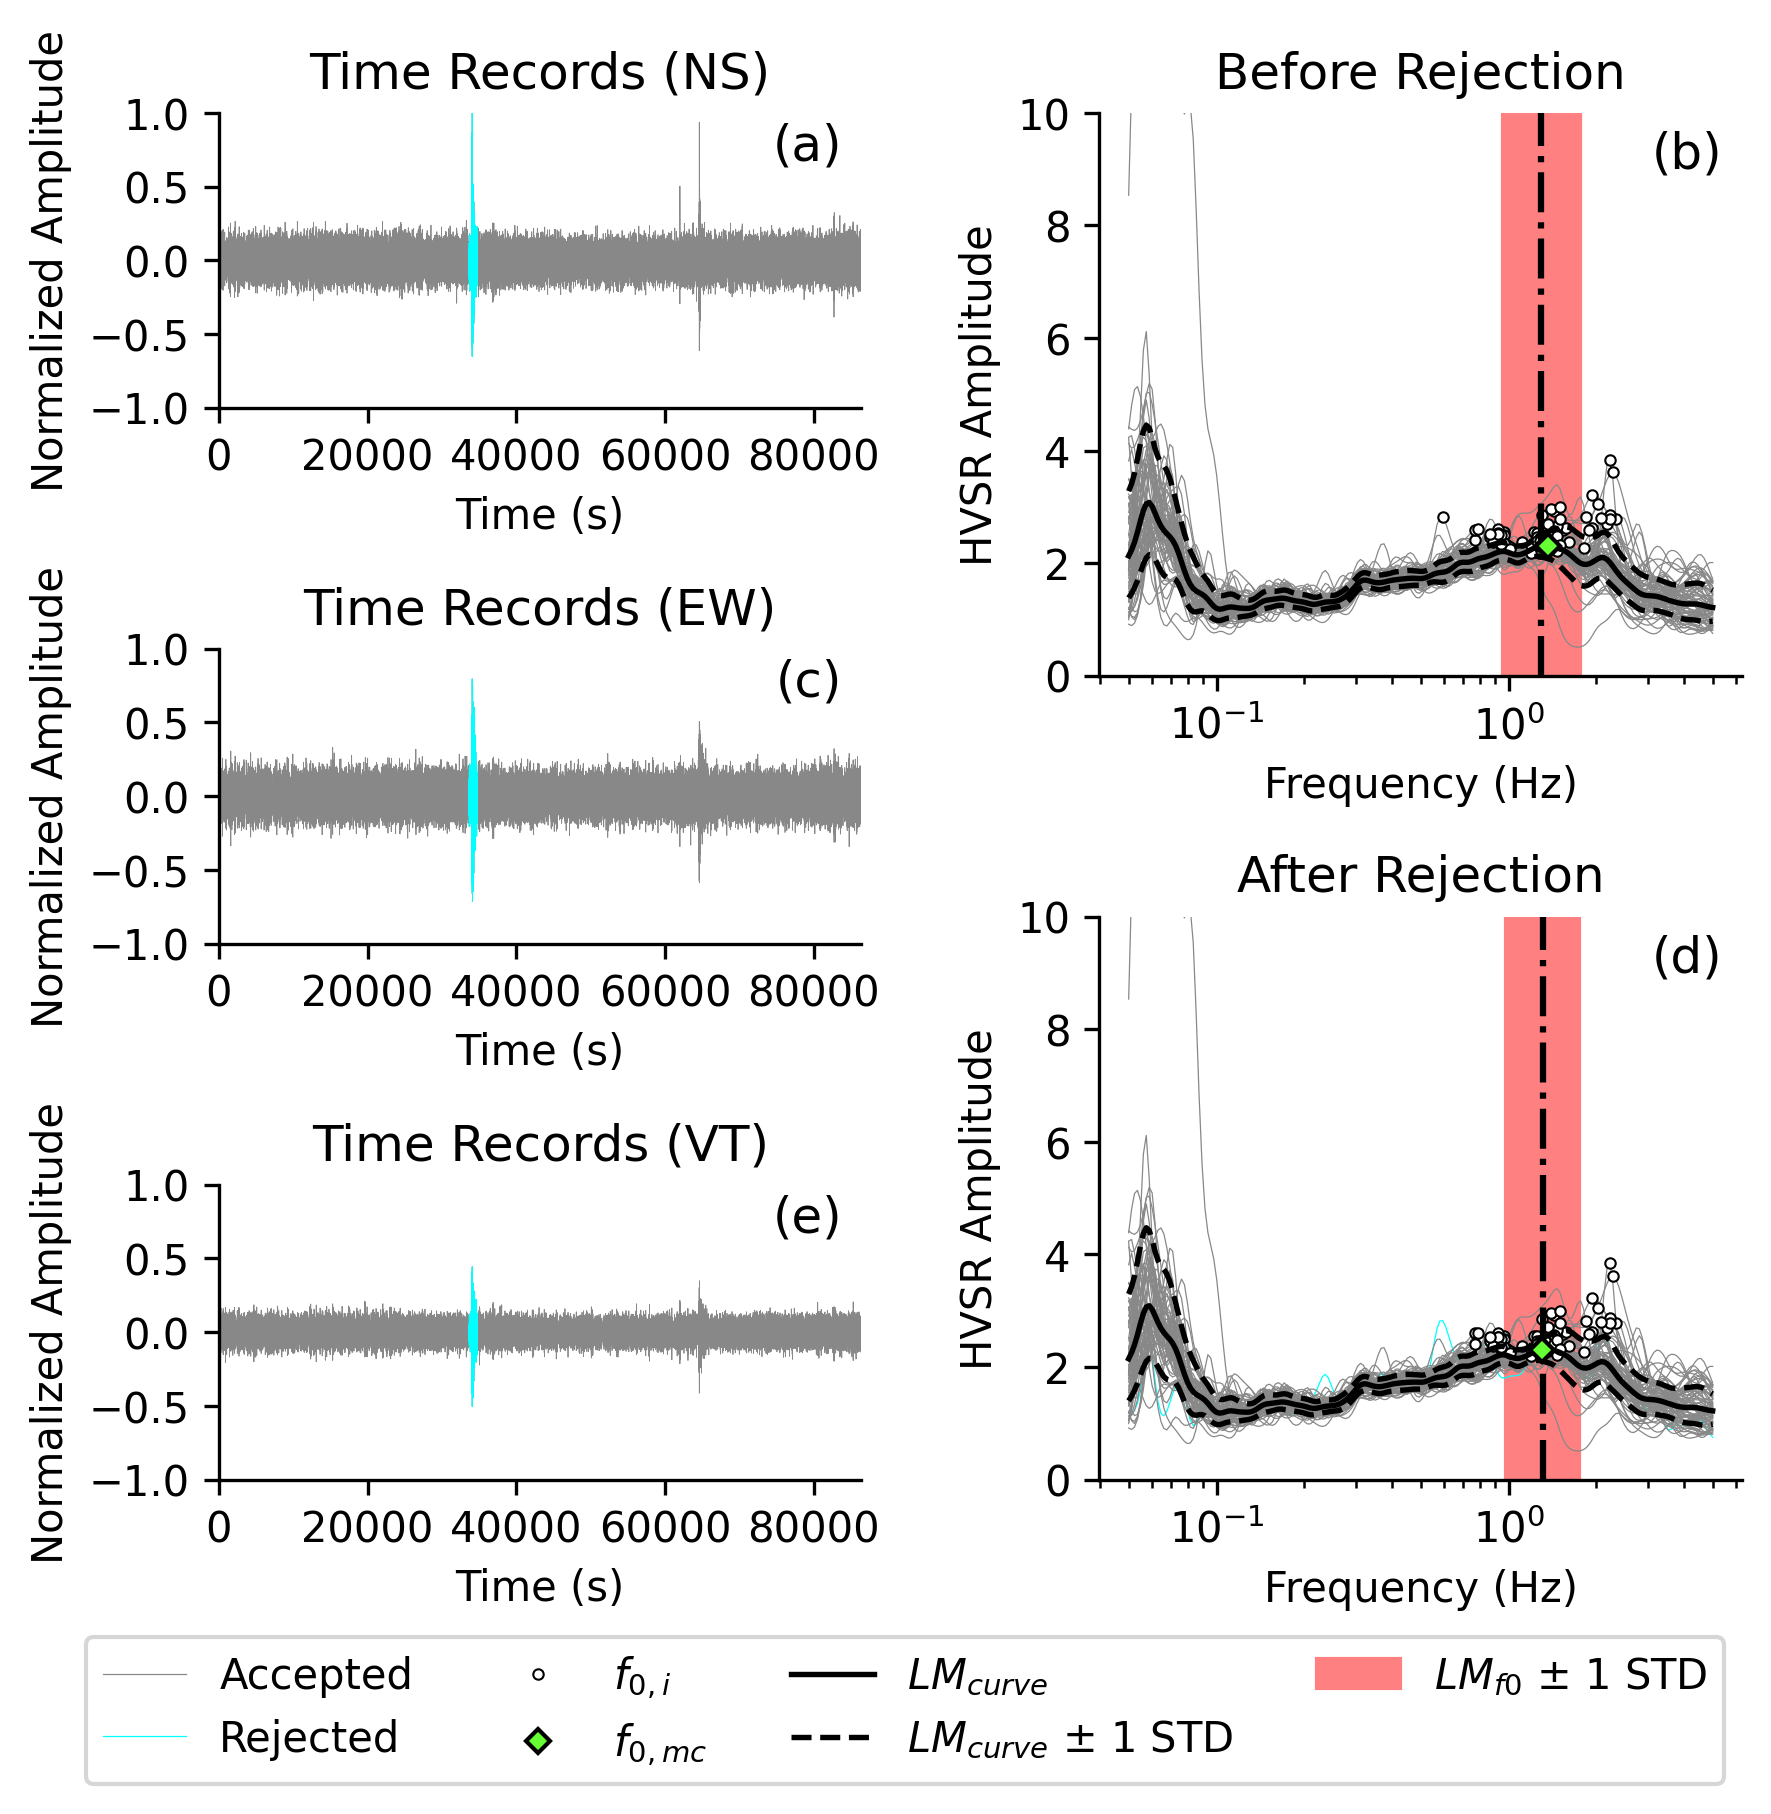 Time Records (NS)
(a)
Normalized Amplitude
1.0
0.5
0.0
−0.5
−1.0
0 20000 40000 60000 80000
Time (s)
Before Rejection
(b)
HVSR Amplitude
10
8
6
4
2
0
10⁻¹ 10⁰
Frequency (Hz)
Time Records (EW)
(c)
Normalized Amplitude
1.0
0.5
0.0
−0.5
−1.0
0 20000 40000 60000 80000
Time (s)
After Rejection
(d)
HVSR Amplitude
10
8
6
4
2
0
10⁻¹ 10⁰
Frequency (Hz)
Time Records (VT)
(e)
Normalized Amplitude
1.0
0.5
0.0
−0.5
−1.0
0 20000 40000 60000 80000
Time (s)
Accepted
Rejected
f0,i
f0,mc
LMcurve
LMcurve ± 1 STD
LMf0 ± 1 STD